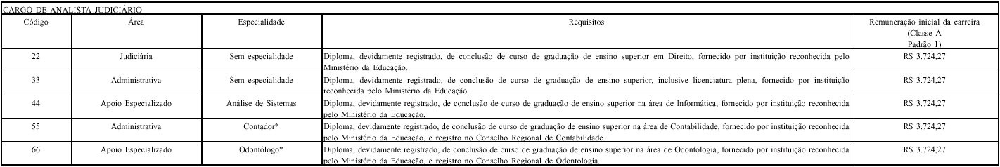 CARGO DE ANALISTA JUDICIÁRIO
Código Área Especialidade Requisitos Remuneração inicial da carreira
(Classe A
Padrão 1)
22 Judiciária Sem especialidade Diploma, devidamente registrado, de conclusão de curso de graduação de ensino superior em Direito, fornecido por instituição reconhecida pelo R$ 3.724,27
Ministério da Educação.
33 Administrativa Sem especialidade Diploma, devidamente registrado, de conclusão de curso de graduação de ensino superior, inclusive licenciatura plena, fornecido por instituição R$ 3.724,27
reconhecida pelo Ministério da Educação.
44 Apoio Especializado Análise de Sistemas Diploma, devidamente registrado, de conclusão de curso de graduação de ensino superior na área de Informática, fornecido por instituição reconhecida R$ 3.724,27
pelo Ministério da Educação.
55 Administrativa Contador* Diploma, devidamente registrado, de conclusão de curso de graduação de ensino superior na área de Contabilidade, fornecido por instituição reconhecida R$ 3.724,27
pelo Ministério da Educação, e registro no Conselho Regional de Contabilidade.
66 Apoio Especializado Odontólogo* Diploma, devidamente registrado, de conclusão de curso de graduação de ensino superior na área de Odontologia, fornecido por instituição reconhecida R$ 3.724,27
pelo Ministério da Educação, e registro no Conselho Regional de Odontologia.